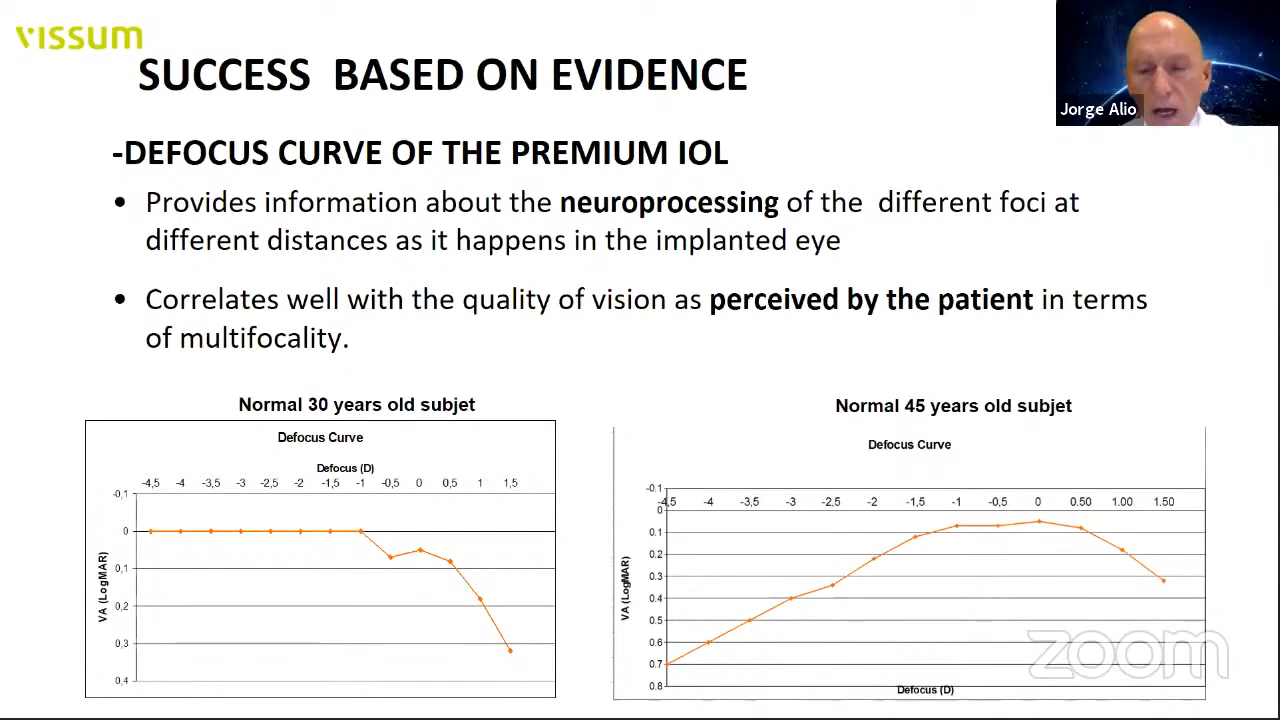 vissum
SUCCESS BASED ON EVIDENCE
Jorge Alio
-DEFOCUS CURVE OF THE PREMIUM IOL
• Provides information about the neuroprocessing of the different foci at
different distances as it happens in the implanted eye
• Correlates well with the quality of vision as perceived by the patient in terms
of multifocality.
Normal 30 years old subjet
Defocus Curve
Defocus (D)
-4,5 -4 -3,5 -3 -2,5 -2 -1,5 -1 -0,5 0 0,5 1 1,5
-0,1
0
0,1
0,2
0,3
0,4
VA (LogMAR)
Normal 45 years old subjet
Defocus Curve
-0.1
-4,5 -4 -3,5 -3 -2,5 -2 -1,5 -1 -0,5 0 0.50 1.00 1.50
0
0.1
0.2
0.3
0.4
0.5
0.6
0.7
0.8
VA (LogMAR)
Defocus (D)
zoom